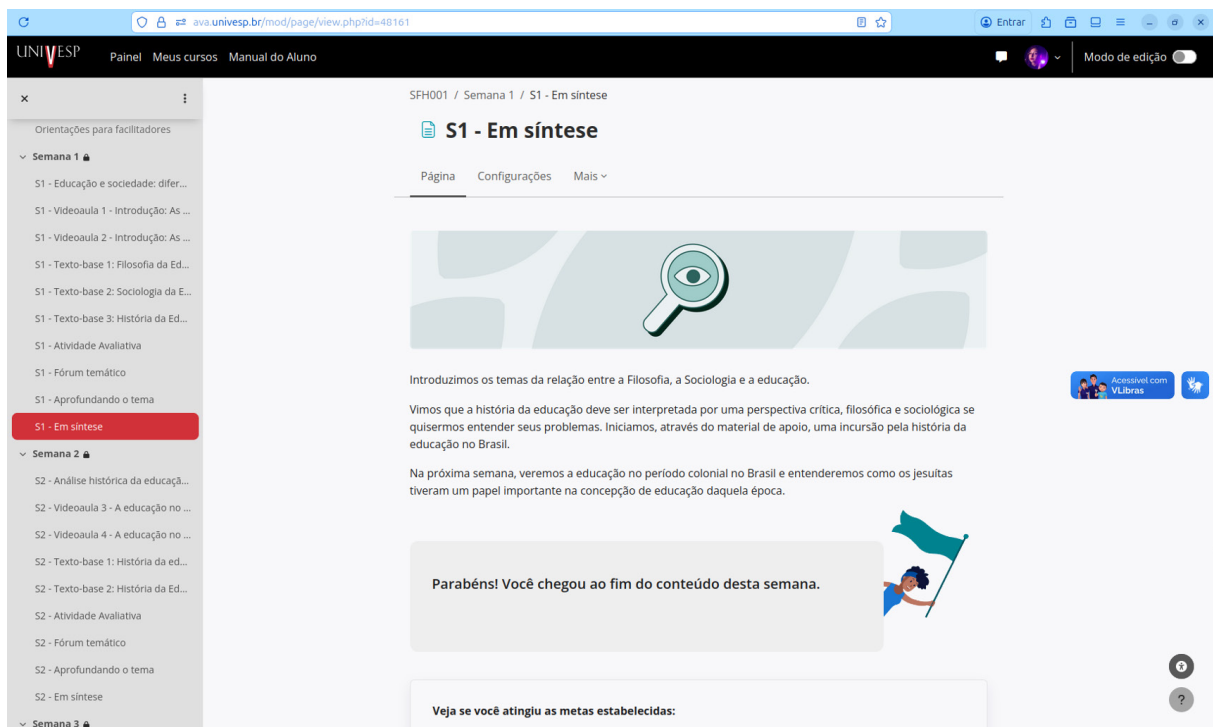 ava.univesp.br/mod/page/view.php?id=48161
Entrar
UNIVESP
Painel Meus cursos Manual do Aluno
Modo de edição
Orientações para facilitadores
Semana 1
S1 - Educação e sociedade: difer...
S1 - Videoaula 1 - Introdução: As ...
S1 - Videoaula 2 - Introdução: As ...
S1 - Texto-base 1: Filosofia da Ed...
S1 - Texto-base 2: Sociologia da E...
S1 - Texto-base 3: História da Ed...
S1 - Atividade Avaliativa
S1 - Fórum temático
S1 - Aprofundando o tema
S1 - Em síntese
Semana 2
S2 - Análise histórica da educaçã...
S2 - Videoaula 3 - A educação no ...
S2 - Videoaula 4 - A educação no ...
S2 - Texto-base 1: História da ed...
S2 - Texto-base 2: História da Ed...
S2 - Atividade Avaliativa
S2 - Fórum temático
S2 - Aprofundando o tema
S2 - Em síntese
Semana 3
SFH001 / Semana 1 / S1 - Em síntese
S1 - Em síntese
Página Configurações Mais
Introduzimos os temas da relação entre a Filosofia, a Sociologia e a educação.
Vimos que a história da educação deve ser interpretada por uma perspectiva crítica, filosófica e sociológica se
quisermos entender seus problemas. Iniciamos, através do material de apoio, uma incursão pela história da
educação no Brasil.
Na próxima semana, veremos a educação no período colonial no Brasil e entenderemos como os jesuítas
tiveram um papel importante na concepção de educação daquela época.
Parabéns! Você chegou ao fim do conteúdo desta semana.
Veja se você atingiu as metas estabelecidas:
Acessível com
VLibras
?